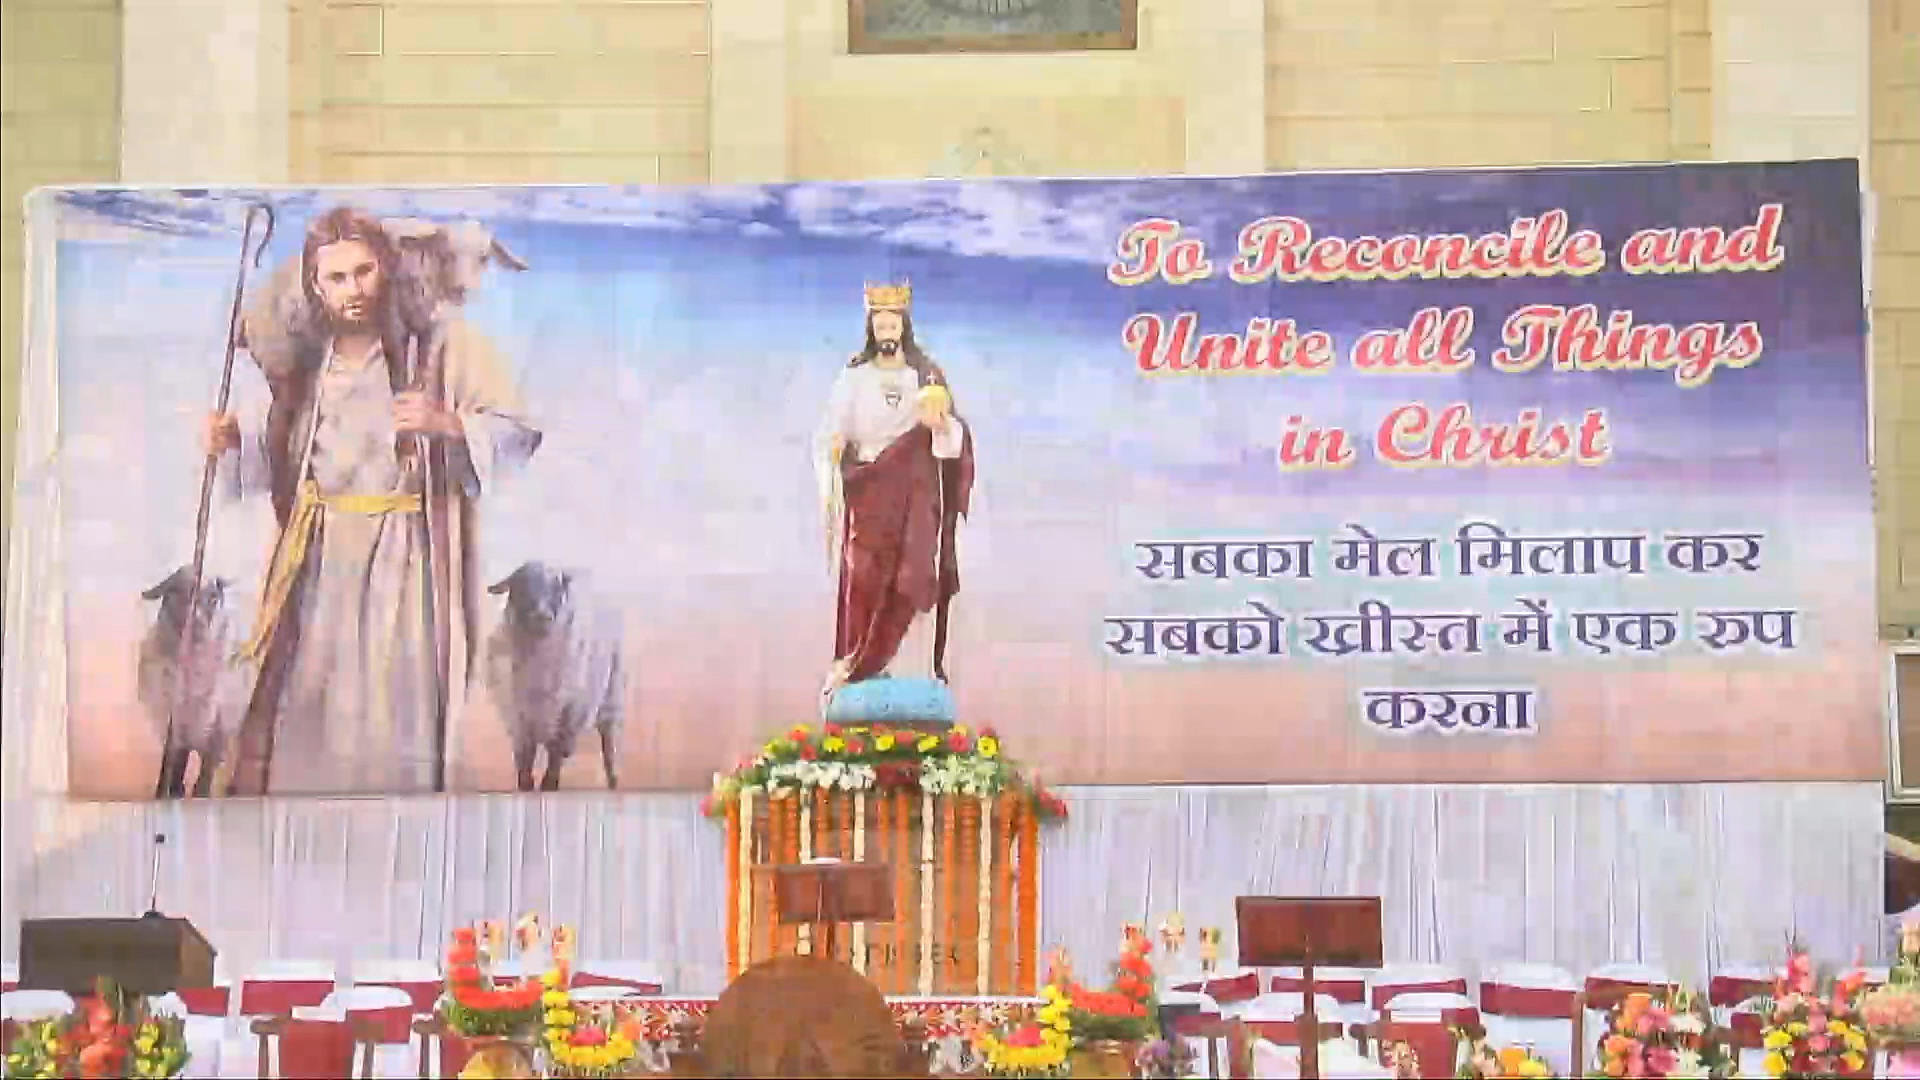 To Reconcile and
Unite all Things
in Christ
सबका मेल मिलाप कर
सबको ख्रीस्त में एक रुप
करना